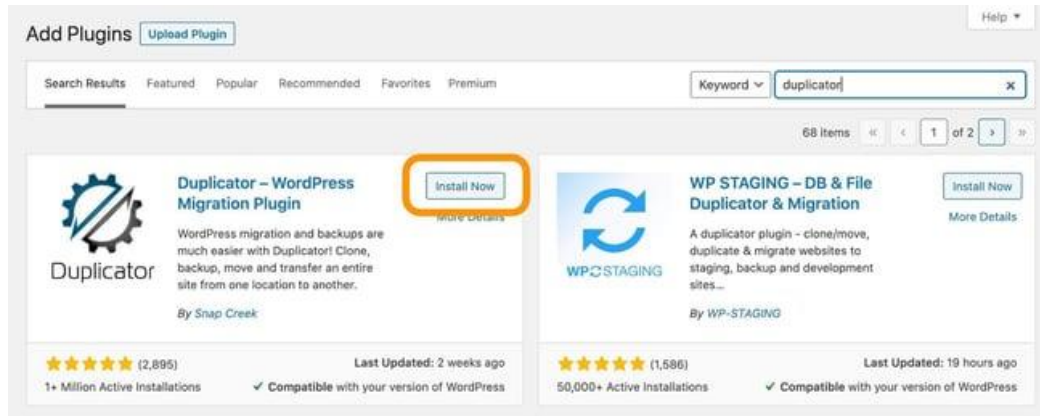 Help
Add Plugins Upload Plugin
Search Results Featured Popular Recommended Favorites Premium Keyword duplicator ×
68 items « ‹ 1 of 2 › »
Duplicator – WordPress
Migration Plugin
Install Now
More Details
WordPress migration and backups are
much easier with Duplicator! Clone,
backup, move and transfer an entire
site from one location to another.
By Snap Creek
Duplicator
(2,895)
Last Updated: 2 weeks ago
1+ Million Active Installations
✓ Compatible with your version of WordPress
WP STAGING – DB & File
Duplicator & Migration
Install Now
More Details
A duplicator plugin - clone/move,
duplicate & migrate websites to
staging, backup and development
sites...
By WP-STAGING
WP STAGING
(1,586)
Last Updated: 19 hours ago
50,000+ Active Installations
✓ Compatible with your version of WordPress